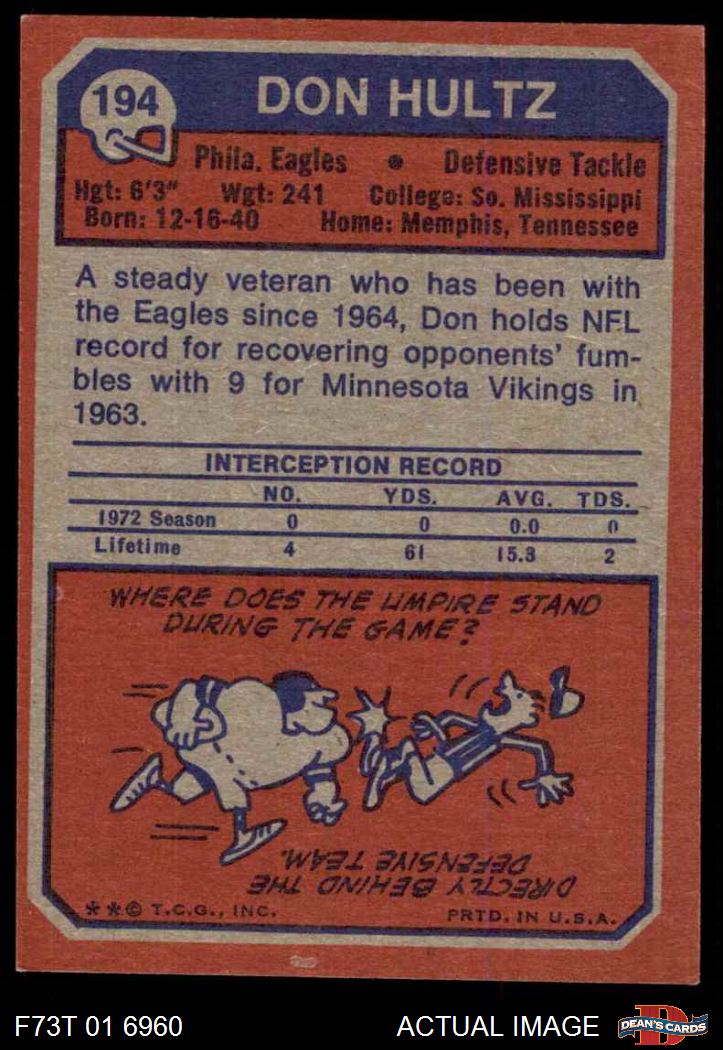 194
DON HULTZ
Phila. Eagles • Defensive Tackle
Hgt: 6'3" Wgt: 241 College: So. Mississippi
Born: 12-16-40 Home: Memphis, Tennessee
A steady veteran who has been with
the Eagles since 1964, Don holds NFL
record for recovering opponents' fum-
bles with 9 for Minnesota Vikings in
1963.
INTERCEPTION RECORD
NO. YDS. AVG. TDS.
1972 Season 0 0 0.0 0
Lifetime 4 61 15.3 2
WHERE DOES THE UMPIRE STAND
DURING THE GAME?
DIRECTLY BEHIND THE
DEFENSIVE TEAM.
**© T.C.G., INC. PRTD. IN U.S.A.
F73T 01 6960 ACTUAL IMAGE
D
DEAN'S CARDS